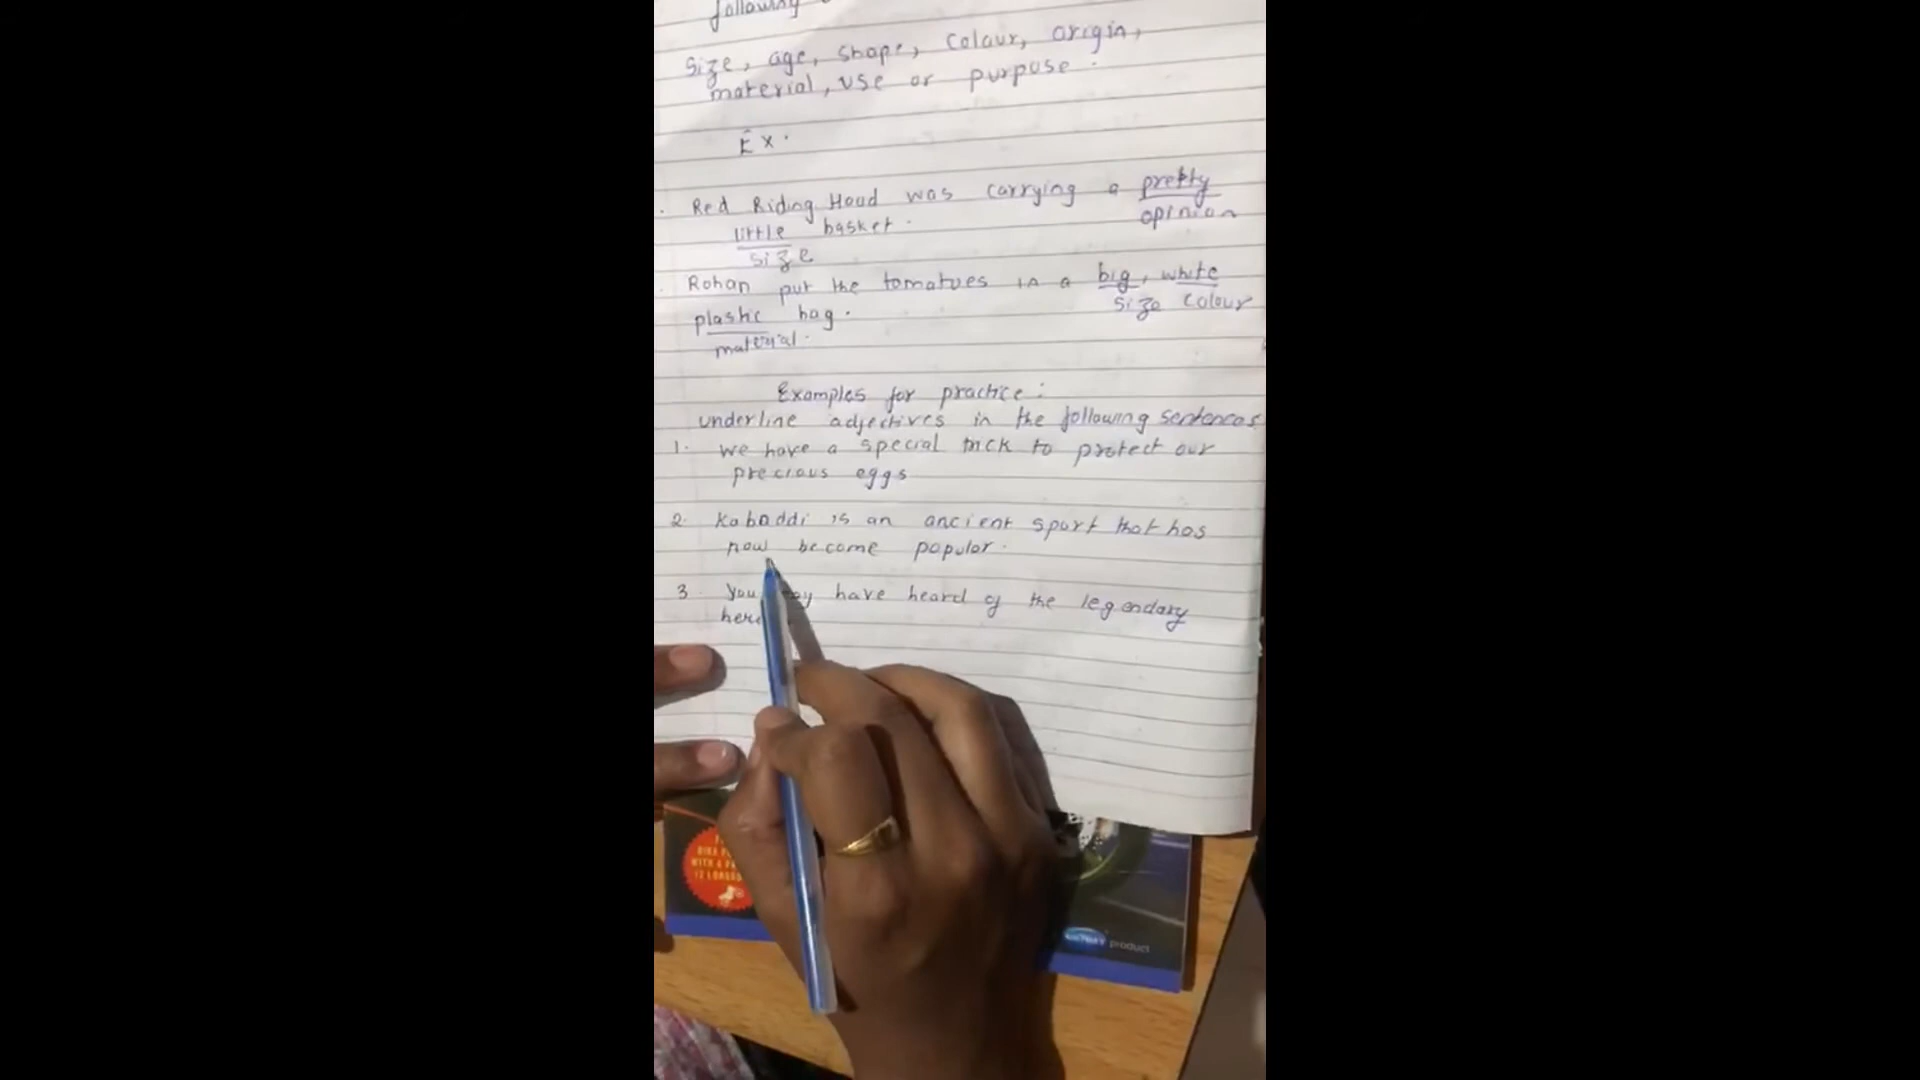 following
Size, age, shape, colour, origin,
material, use or purpose.
Ex.
Red Riding Hood was carrying a pretty
opinion
little basket.
size
Rohan put the tomatoes in a big, white
size colour
plastic bag.
material.
Examples for practice:
underline adjectives in the following sentences.
1. we have a special trick to protect our
precious eggs
2. Kabaddi is an ancient sport that has
now become popular.
3. You have heard of the legendary
product